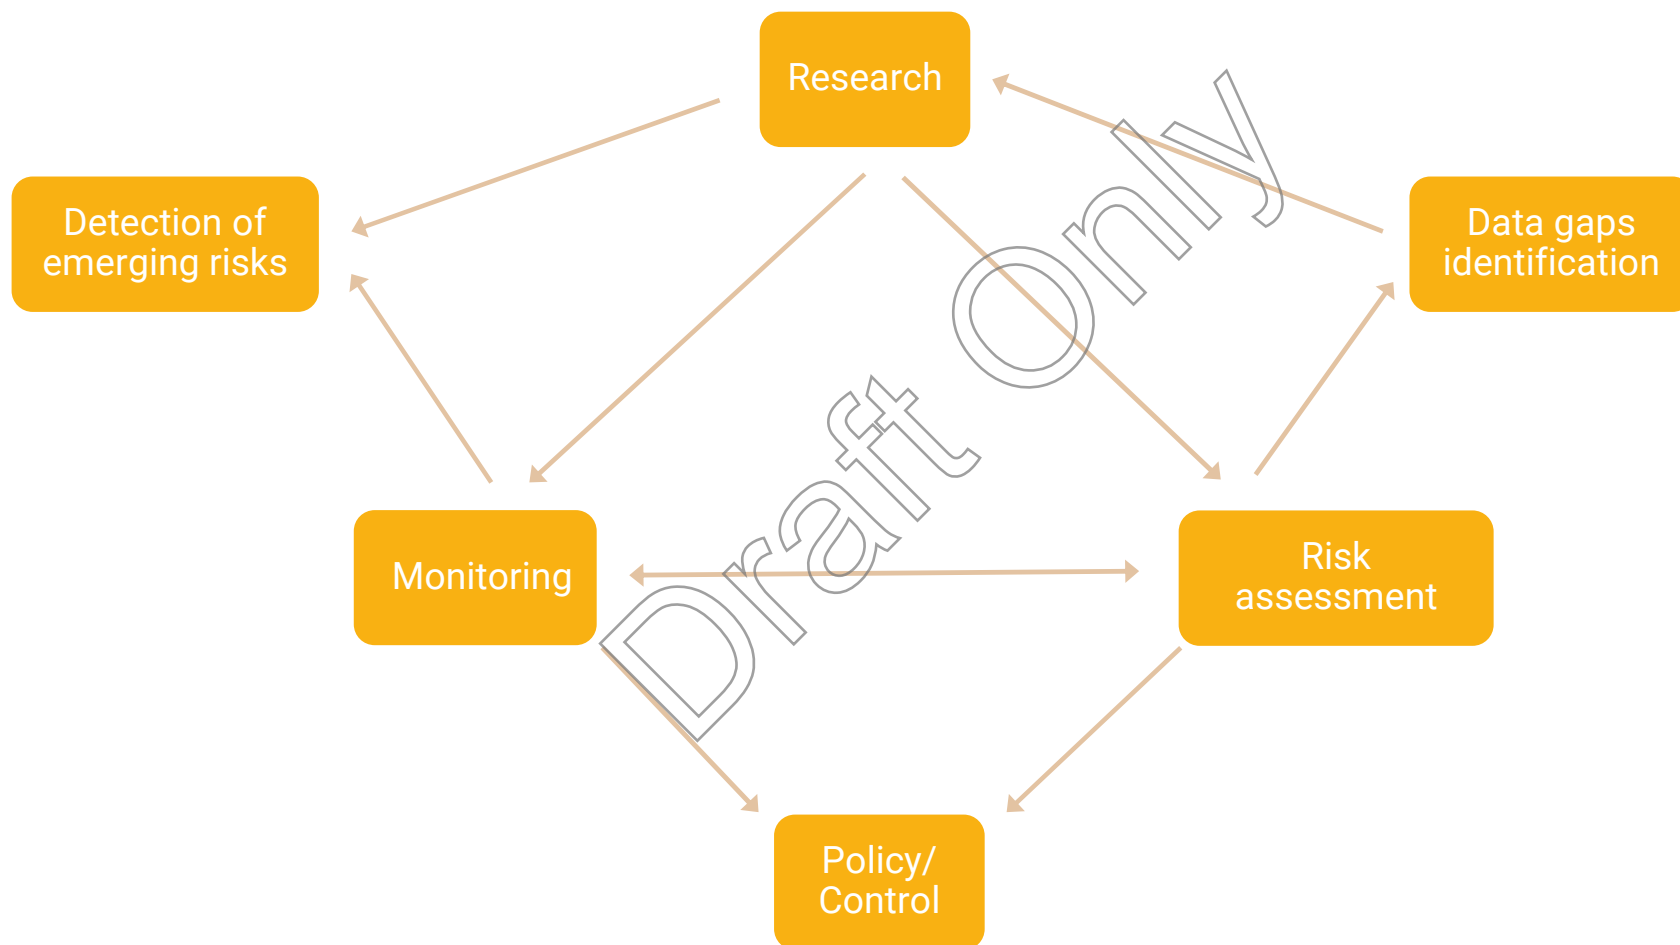 Research
Detection of
emerging risks
Data gaps
identification
Monitoring
Risk
assessment
Policy/
Control
Draft Only